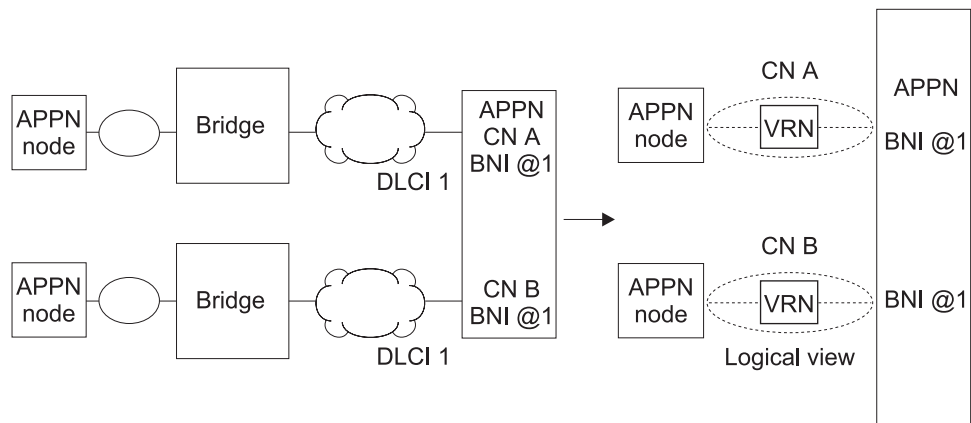 APPN
node
Bridge
DLCI 1
APPN
CN A
BNI @1
APPN
node
Bridge
DLCI 1
CN B
BNI @1
CN A
APPN
node
VRN
APPN
BNI @1
CN B
APPN
node
VRN
BNI @1
Logical view